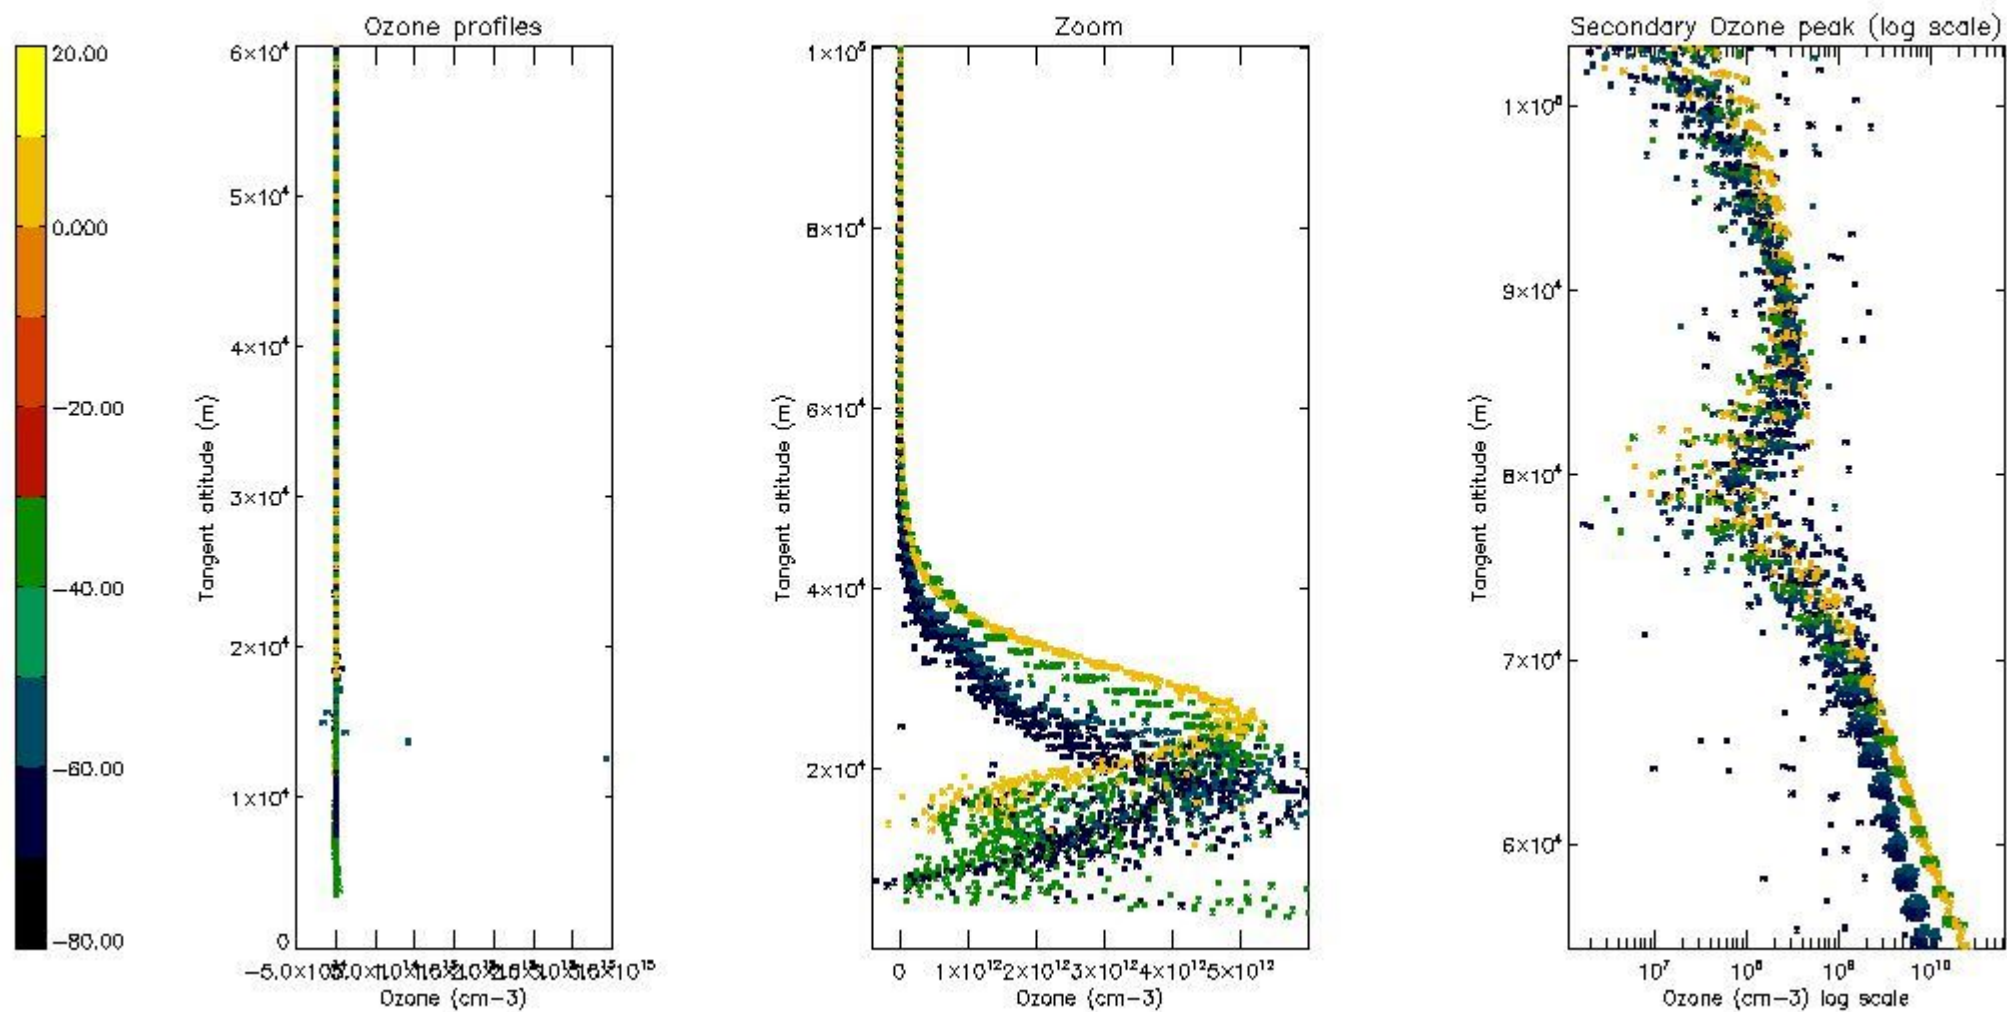 Ozone profiles
Zoom
Secondary Ozone peak (log scale)
20.00
0.000
−20.00
−40.00
−60.00
−80.00
6×10⁴
5×10⁴
4×10⁴
3×10⁴
2×10⁴
1×10⁴
0
Tangent altitude (m)
Ozone (cm−3)
1×10⁵
8×10⁴
6×10⁴
4×10⁴
2×10⁴
Tangent altitude (m)
0 1×10¹² 2×10¹² 3×10¹² 4×10¹² 5×10¹²
Ozone (cm−3)
9×10⁴
8×10⁴
7×10⁴
6×10⁴
Tangent altitude (m)
10⁷ 10⁸ 10⁹ 10¹⁰
Ozone (cm−3) log scale